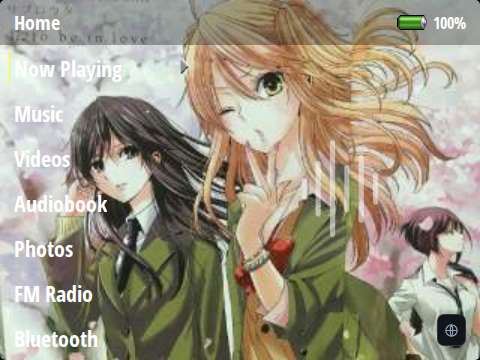 Home
100%
to be in love
Now Playing
Music
Videos
Audiobook
Photos
FM Radio
Bluetooth